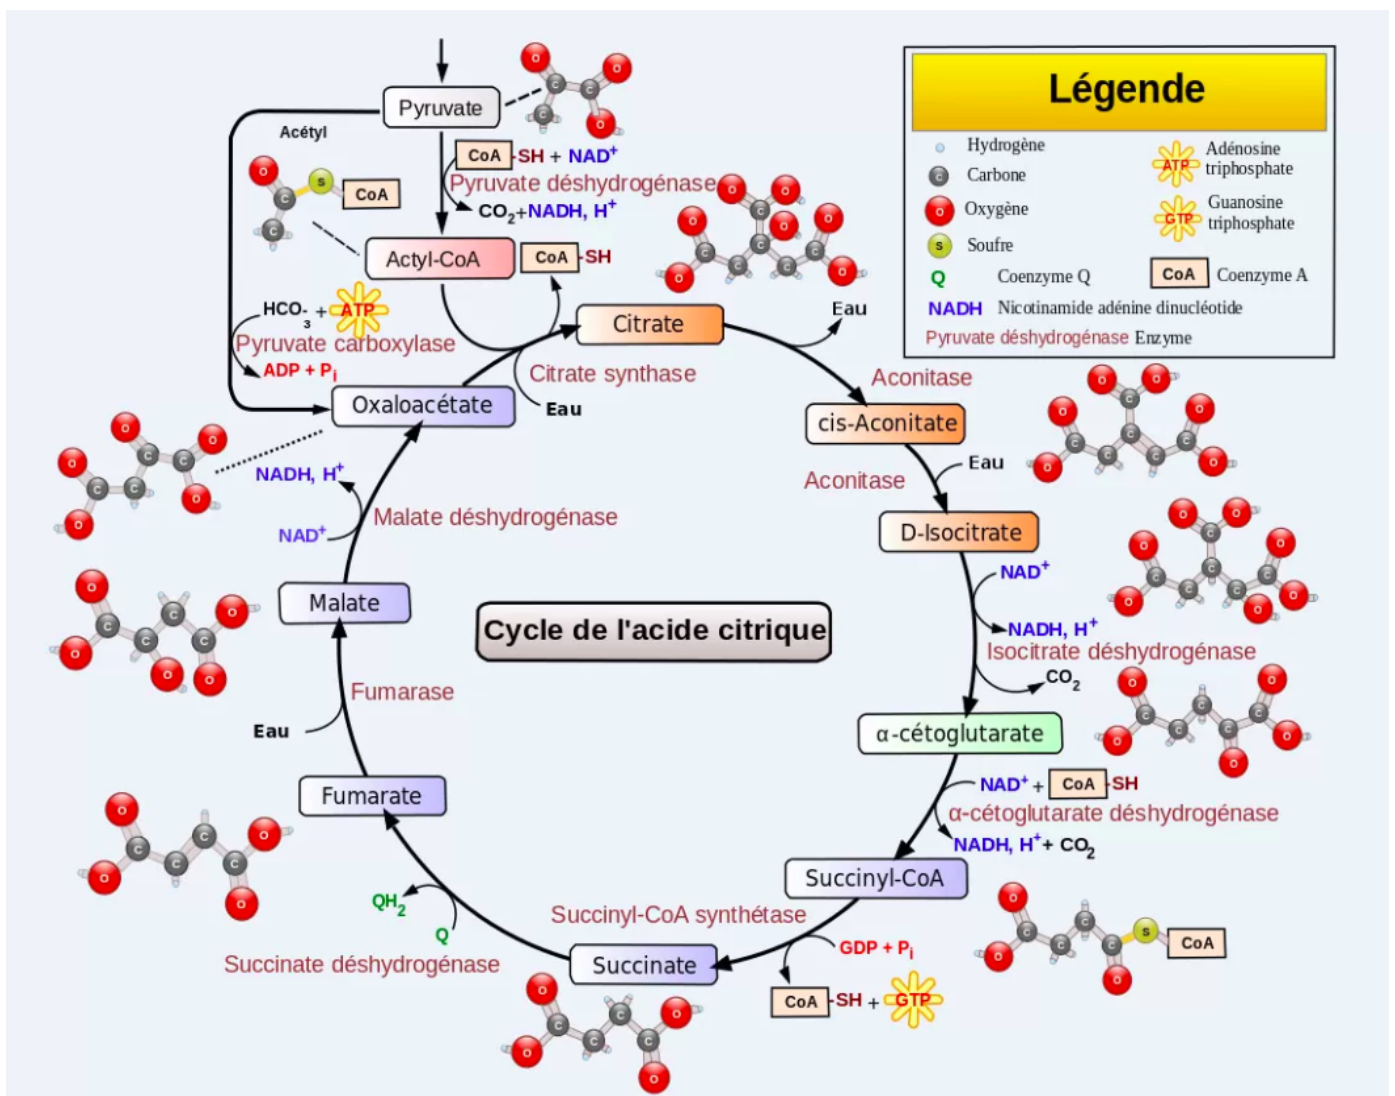 Pyruvate
Acétyl
CoA-SH + NAD+
Pyruvate déshydrogénase
CO2+NADH, H+
S CoA
Actyl-CoA
CoA-SH
HCO3- + ATP
Pyruvate carboxylase
ADP + Pi
Citrate
Eau
Citrate synthase
Eau
Oxaloacétate
Aconitase
cis-Aconitate
Eau
Aconitase
D-Isocitrate
NAD+
NADH, H+
Isocitrate déshydrogénase
CO2
α-cétoglutarate
NAD+ + CoA-SH
α-cétoglutarate déshydrogénase
NADH, H+ + CO2
Succinyl-CoA
S CoA
Succinyl-CoA synthétase
GDP + Pi
CoA-SH + GTP
Succinate
QH2
Q
Succinate déshydrogénase
Fumarate
Eau
Fumarase
Malate
NADH, H+
NAD+
Malate déshydrogénase
Cycle de l'acide citrique
Légende
Hydrogène
C Carbone
O Oxygène
S Soufre
Q Coenzyme Q
NADH Nicotinamide adénine dinucléotide
Pyruvate déshydrogénase Enzyme
ATP Adénosine
triphosphate
GTP Guanosine
triphosphate
CoA Coenzyme A